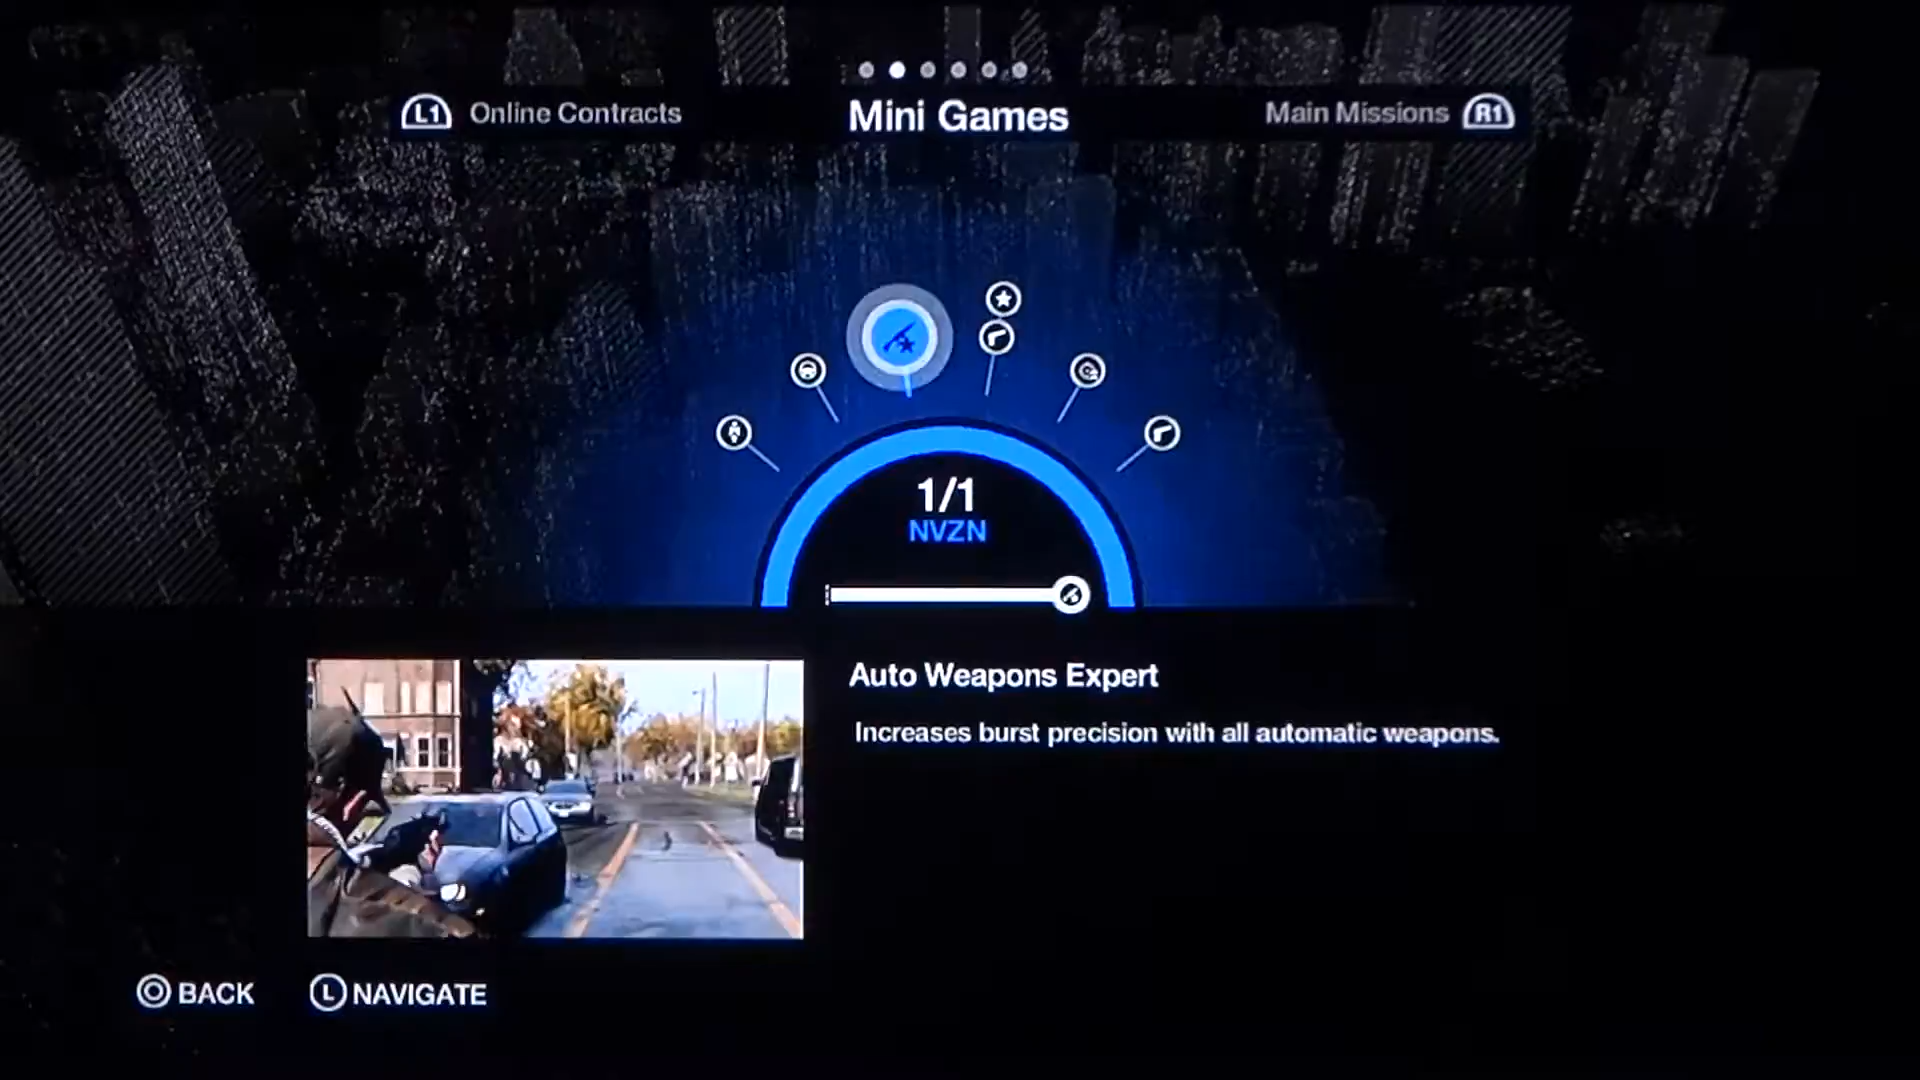 L1 Online Contracts
Mini Games
Main Missions R1
1/1
NVZN
Auto Weapons Expert
Increases burst precision with all automatic weapons.
BACK
L NAVIGATE